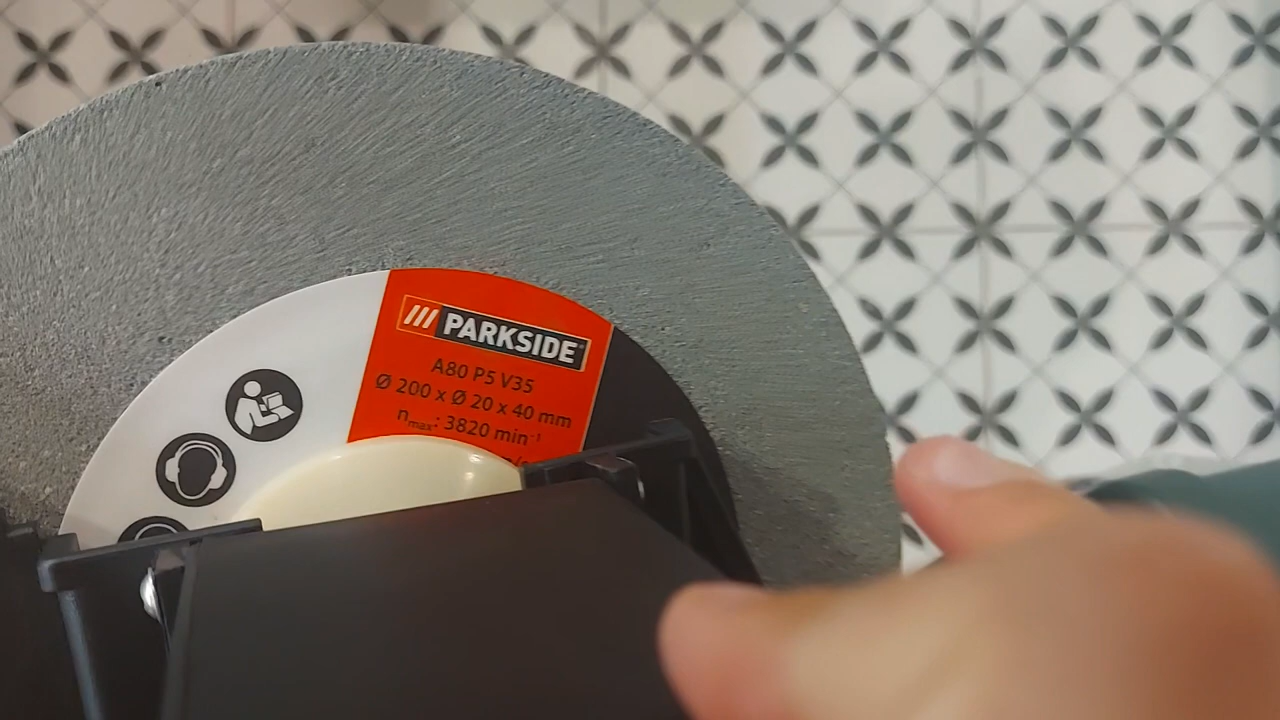 PARKSIDE
A80 P5 V35
Ø 200 x Ø 20 x 40 mm
nmax: 3820 min⁻¹